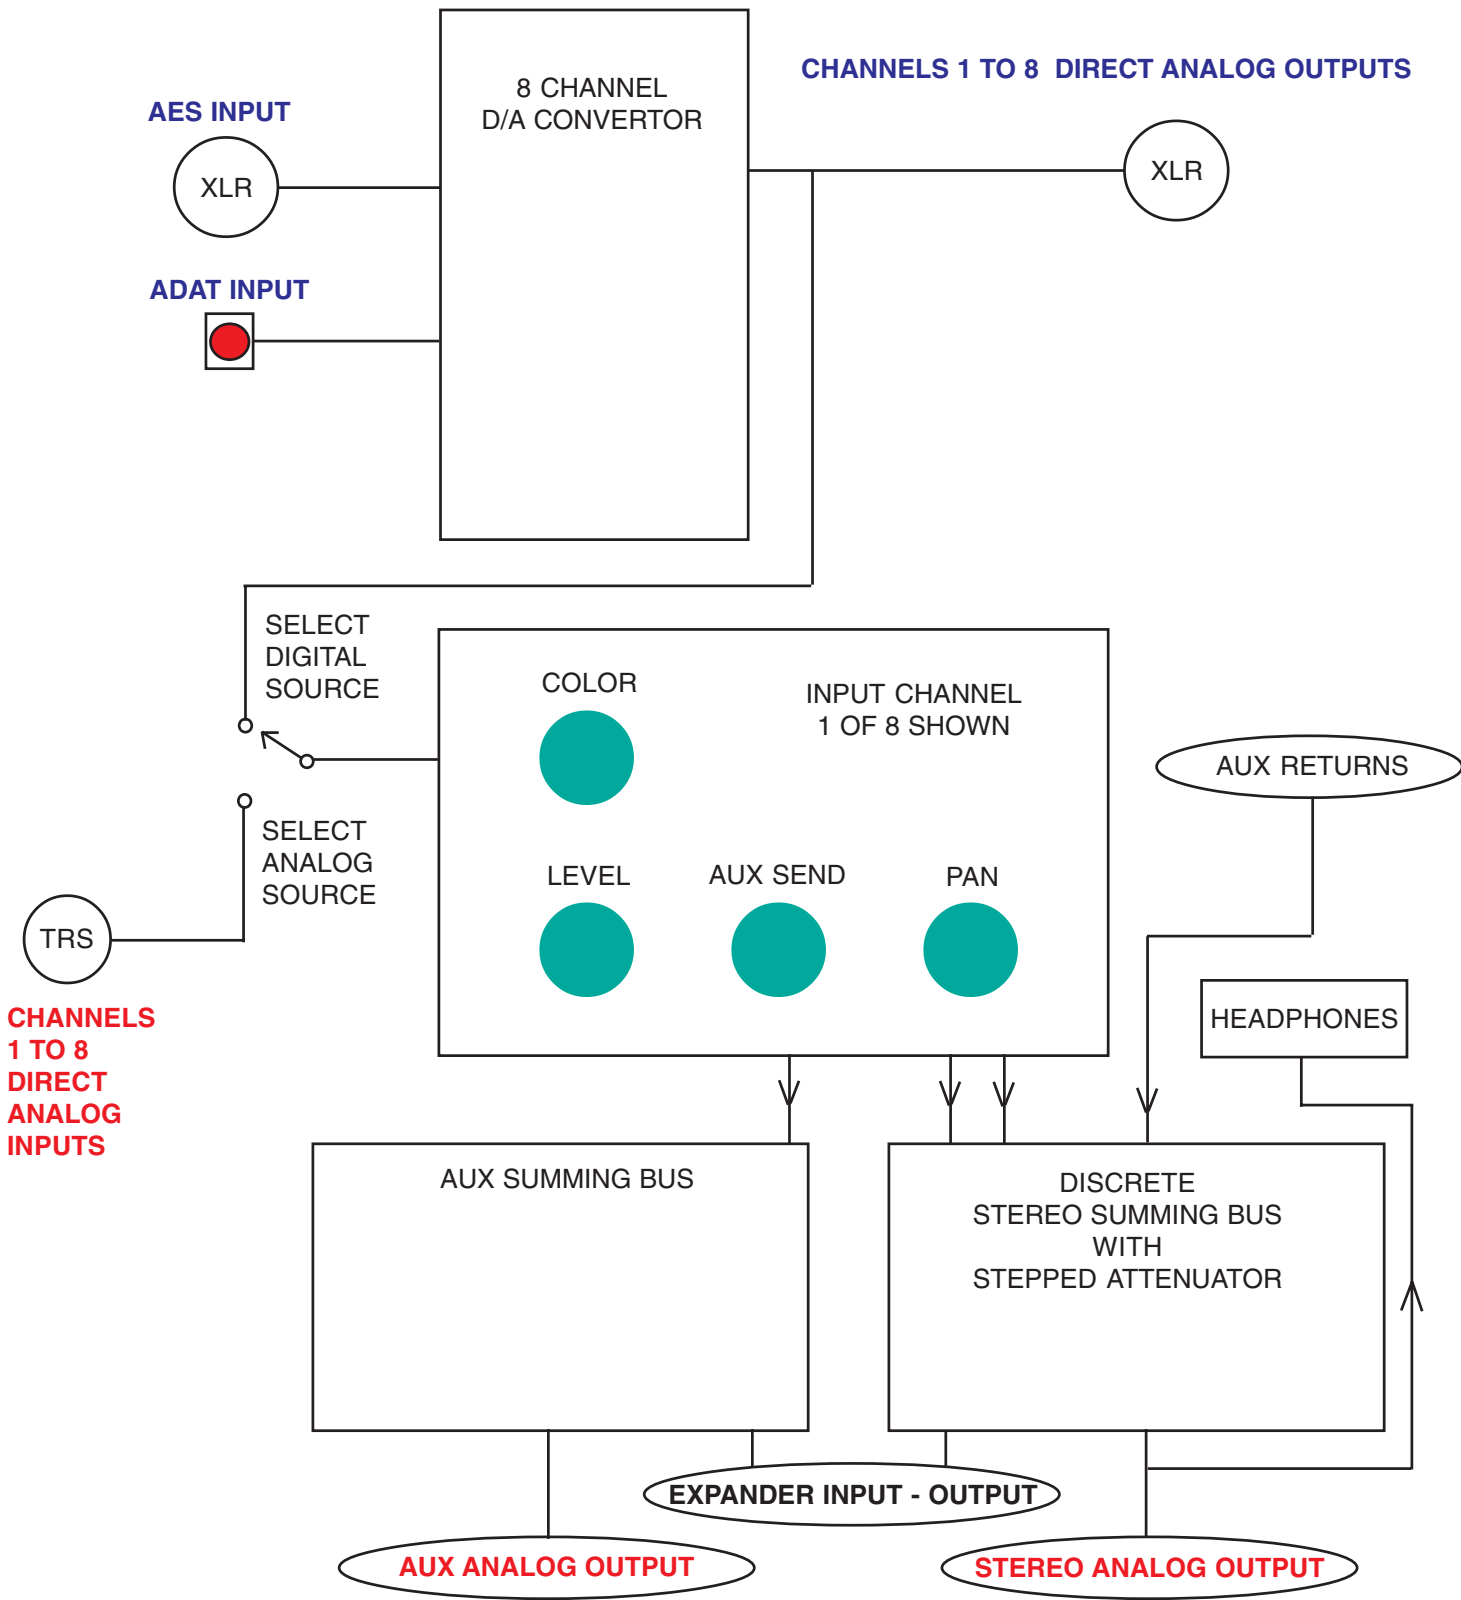 8 CHANNEL
D/A CONVERTOR
CHANNELS 1 TO 8  DIRECT ANALOG OUTPUTS
AES INPUT
XLR
XLR
ADAT INPUT
SELECT
DIGITAL
SOURCE
COLOR
INPUT CHANNEL
1 OF 8 SHOWN
AUX RETURNS
SELECT
ANALOG
SOURCE
LEVEL
AUX SEND
PAN
TRS
CHANNELS
1 TO 8
DIRECT
ANALOG
INPUTS
HEADPHONES
AUX SUMMING BUS
DISCRETE
STEREO SUMMING BUS
WITH
STEPPED ATTENUATOR
EXPANDER INPUT - OUTPUT
AUX ANALOG OUTPUT
STEREO ANALOG OUTPUT